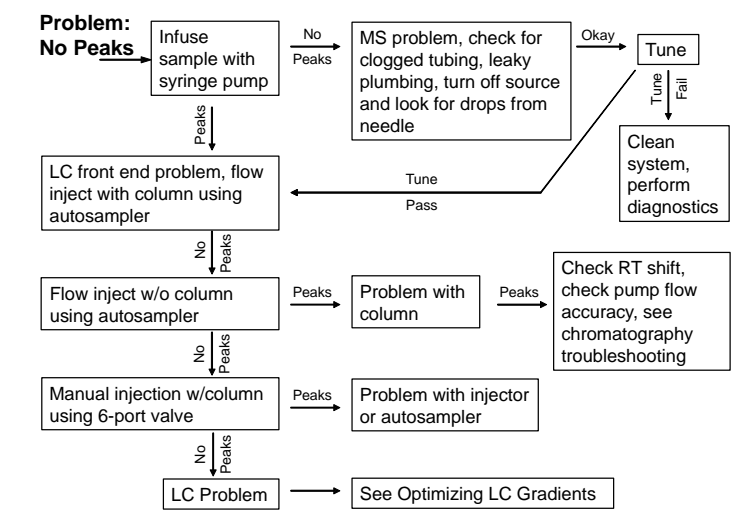 Problem:
No Peaks
Infuse
sample with
syringe pump
No
Peaks
MS problem, check for
clogged tubing, leaky
plumbing, turn off source
and look for drops from
needle
Okay
Tune
Tune
Fail
Clean
system,
perform
diagnostics
Peaks
LC front end problem, flow
inject with column using
autosampler
Tune
Pass
No
Peaks
Flow inject w/o column
using autosampler
Peaks
Problem with
column
Peaks
Check RT shift,
check pump flow
accuracy, see
chromatography
troubleshooting
No
Peaks
Manual injection w/column
using 6-port valve
Peaks
Problem with injector
or autosampler
No
Peaks
LC Problem
See Optimizing LC Gradients